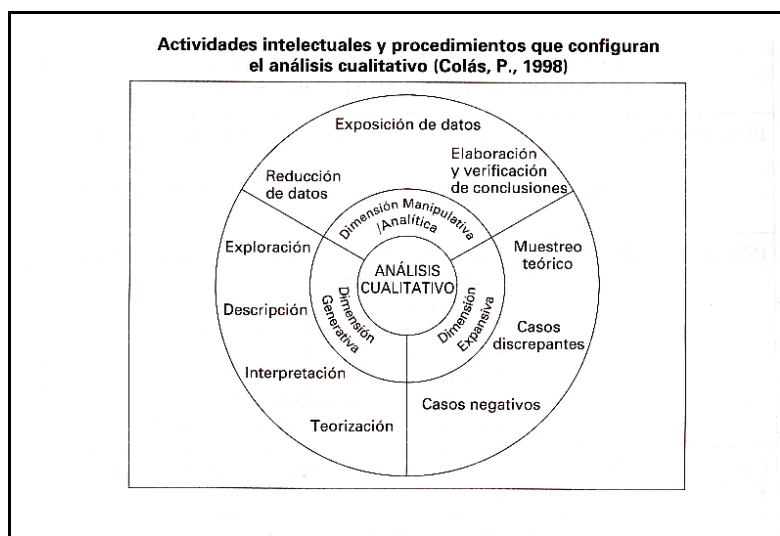 Actividades intelectuales y procedimientos que configuran
el análisis cualitativo (Colás, P., 1998)
Exposición de datos
Elaboración
y verificación
de conclusiones
Reducción
de datos
Dimensión Manipulativa
/Analítica
Exploración
Muestreo
teórico
ANÁLISIS
CUALITATIVO
Dimensión
Generativa
Dimensión
Expansiva
Descripción
Casos
discrepantes
Interpretación
Casos negativos
Teorización